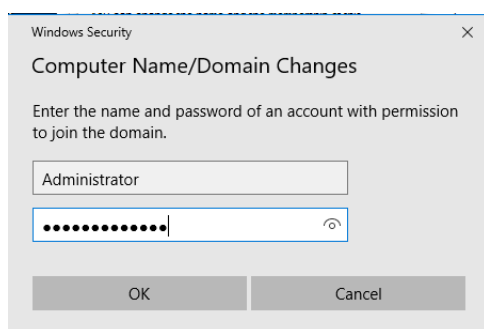 Windows Security
Computer Name/Domain Changes
Enter the name and password of an account with permission
to join the domain.
Administrator
●●●●●●●●●●●●●
OK
Cancel